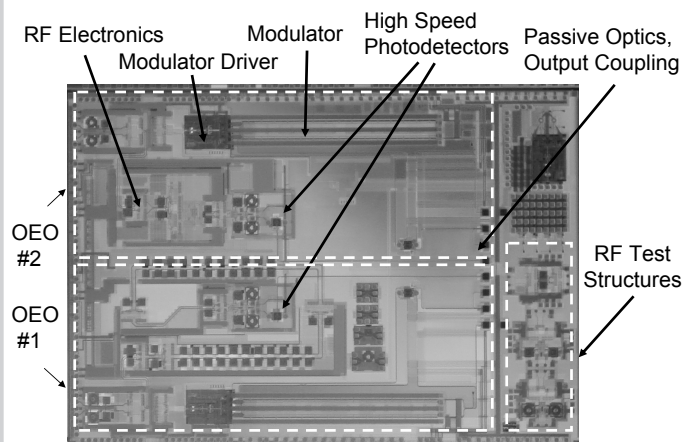 RF Electronics
Modulator Driver
Modulator
High Speed
Photodetectors
Passive Optics,
Output Coupling
OEO
#2
OEO
#1
RF Test
Structures